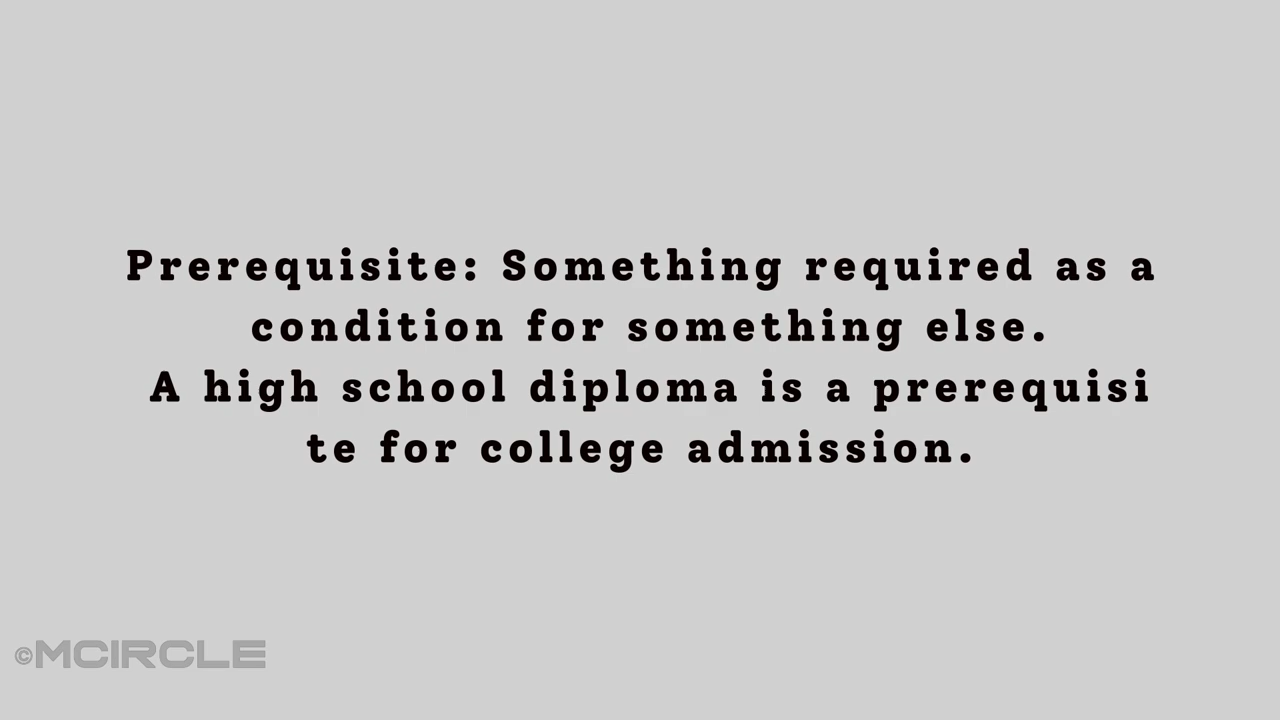 Prerequisite: Something required as a
condition for something else.
A high school diploma is a prerequisi
te for college admission.
©MCIRCLE